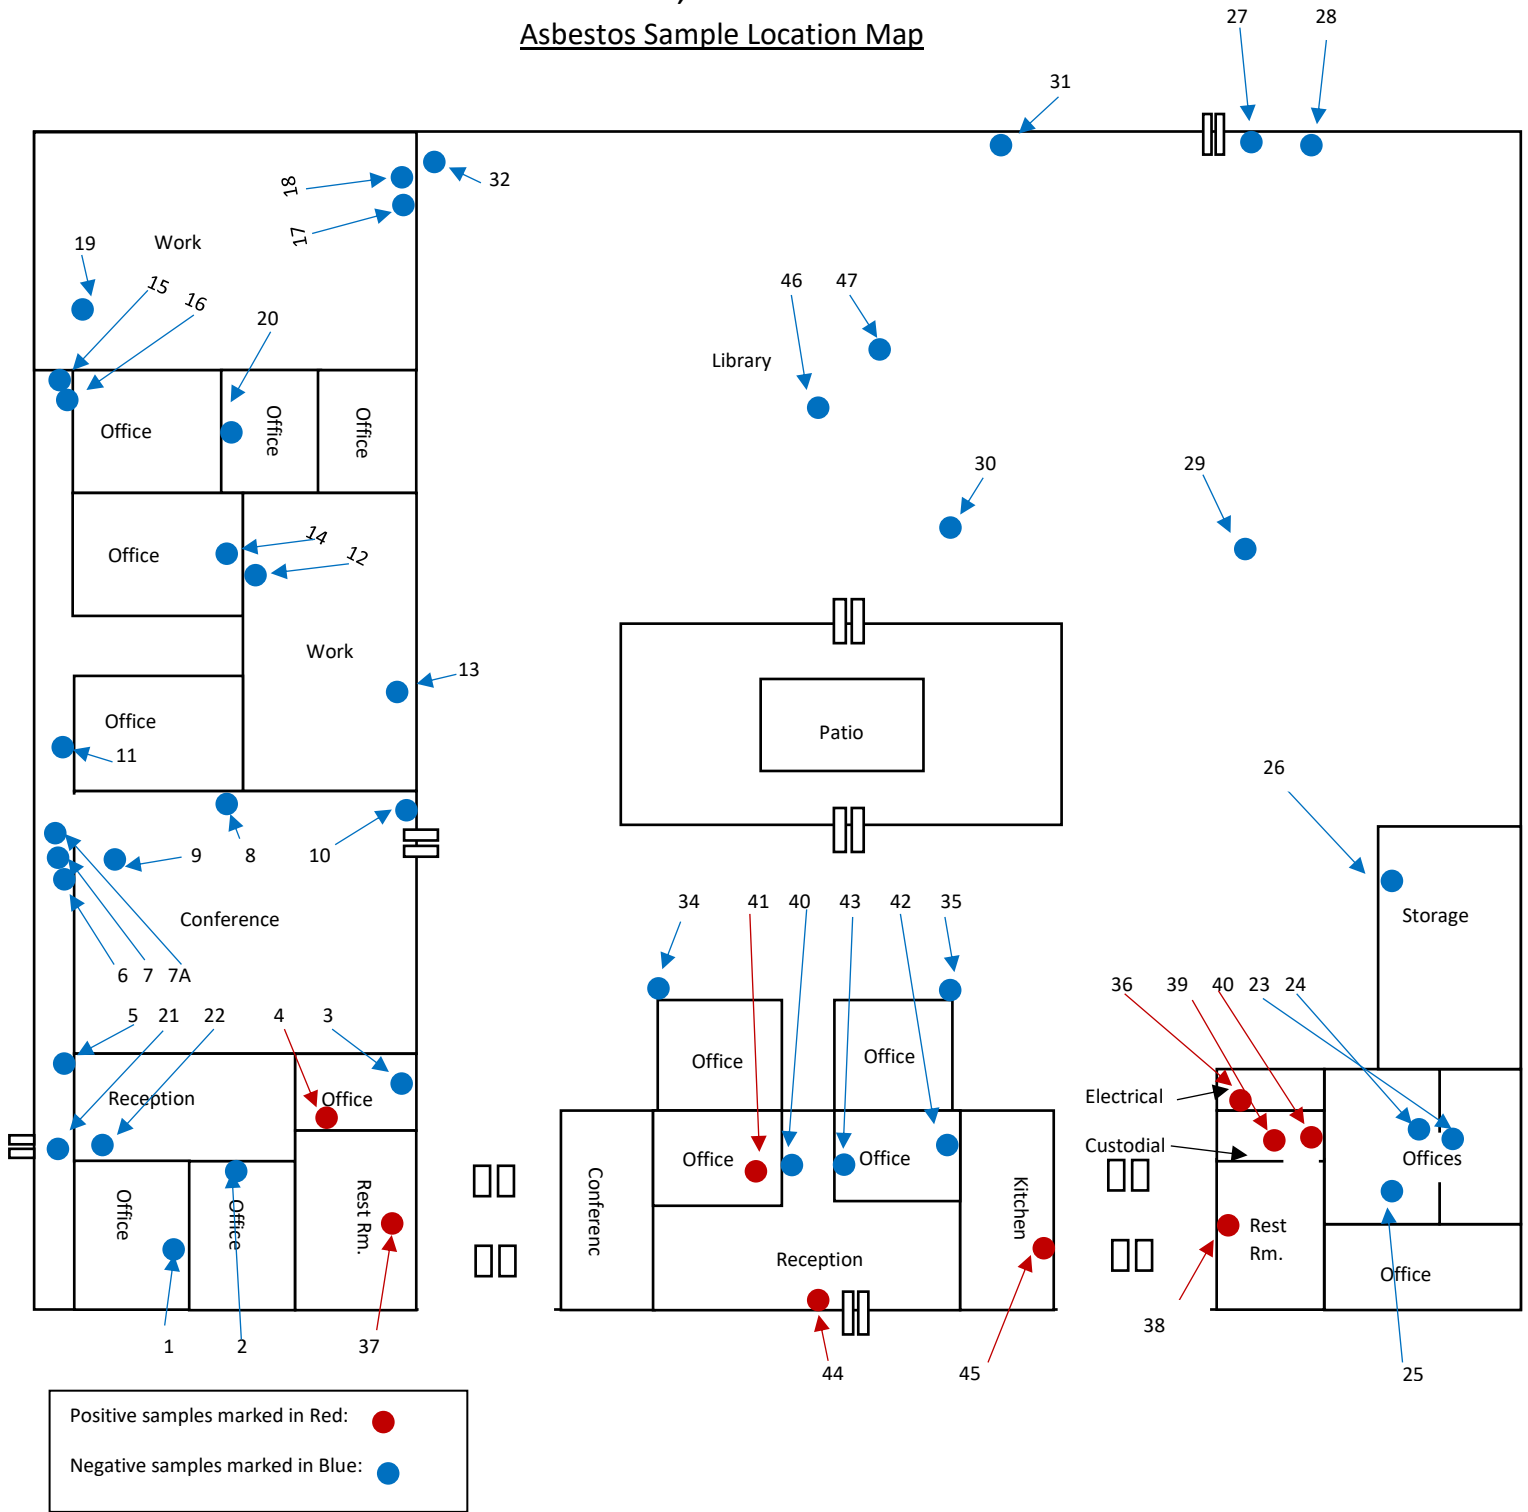 Asbestos Sample Location Map
27
28
31
32
18
17
19
Work
15
16
20
46
47
Library
Office
Office
Office
30
29
Office
14
12
Work
13
Office
11
Patio
26
9
8
10
Conference
34
41
40
43
42
35
Storage
6
7
7A
36
39
40
23
24
5
21
22
4
3
Office
Office
Reception
Office
Electrical
Custodial
Office
Office
Offices
Office
Office
Rest Rm.
Conferenc
Kitchen
Rest
Rm.
Reception
Office
1
2
37
44
45
38
25
Positive samples marked in Red:
Negative samples marked in Blue: